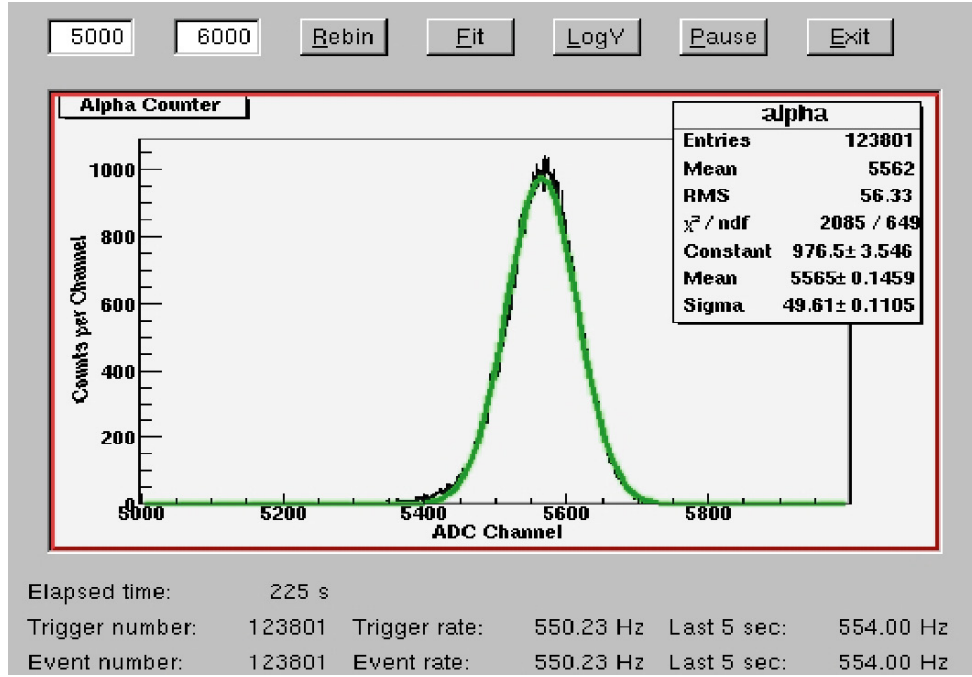 5000 6000 Rebin Fit LogY Pause Exit
Alpha Counter
alpha
Entries 123801
Mean 5562
RMS 56.33
χ² / ndf 2085 / 649
Constant 976.5± 3.546
Mean 5565± 0.1459
Sigma 49.61± 0.1105
Counts per Channel
1000
800
600
400
200
0
5000 5200 5400 5600 5800
ADC Channel
Elapsed time: 225 s
Trigger number: 123801 Trigger rate: 550.23 Hz Last 5 sec: 554.00 Hz
Event number: 123801 Event rate: 550.23 Hz Last 5 sec: 554.00 Hz